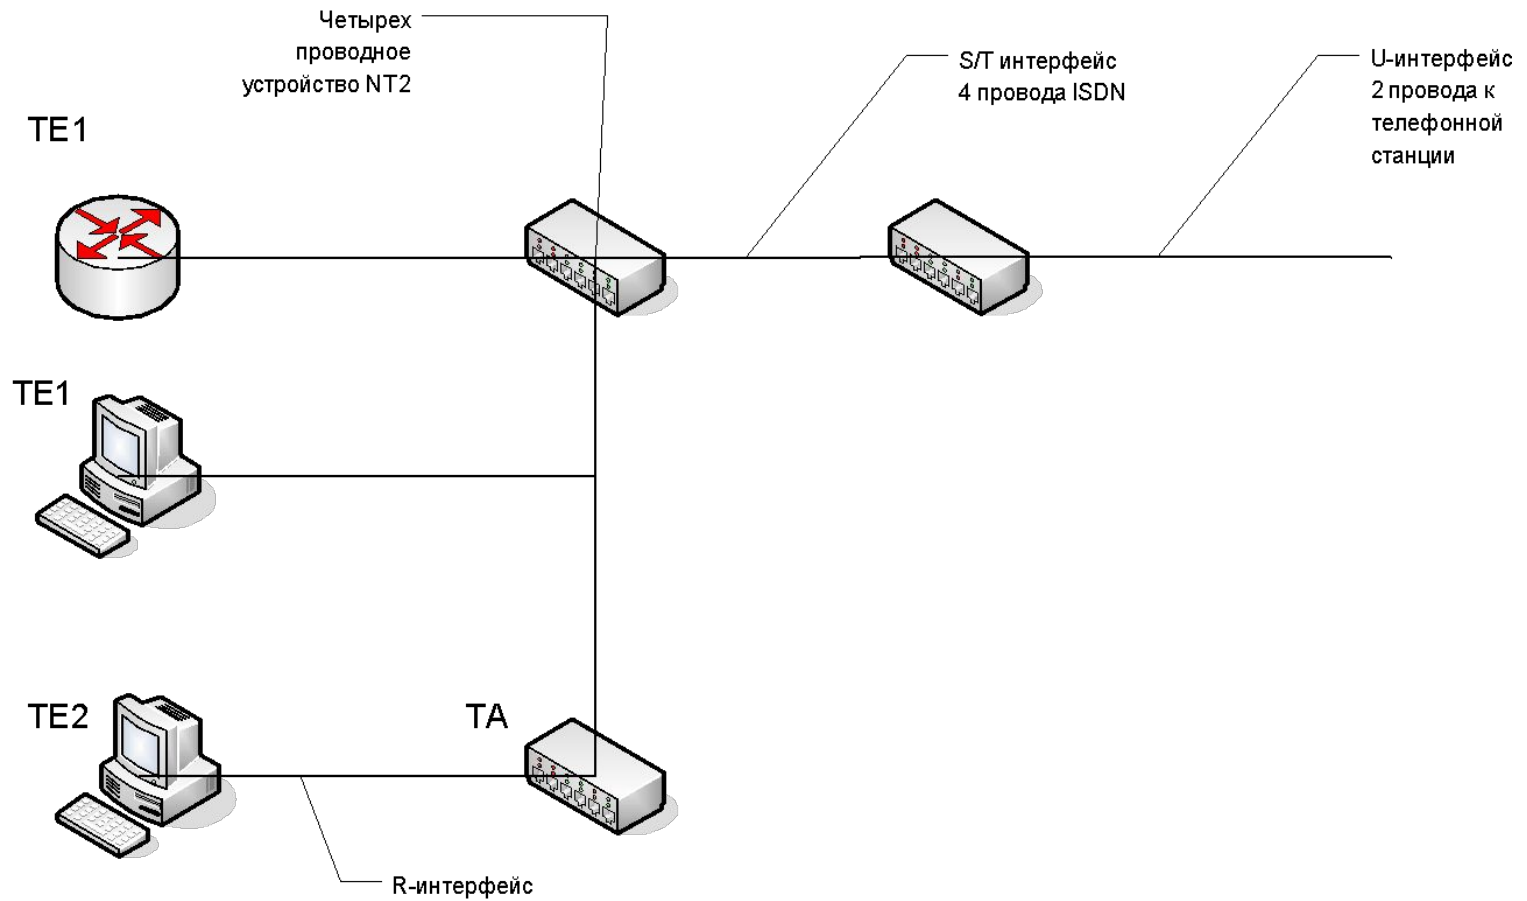 Четырех
проводное
устройство NT2
S/T интерфейс
4 провода ISDN
U-интерфейс
2 провода к
телефонной
станции
TE1
TE1
TE2
TA
R-интерфейс